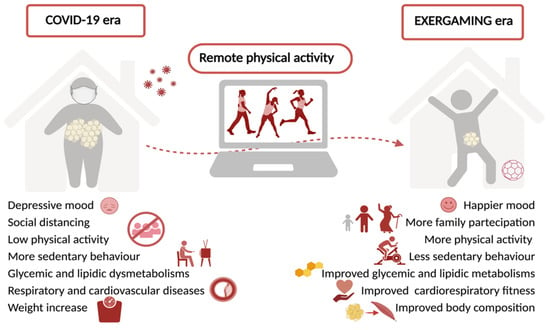 COVID-19 era
EXERGAMING era
Remote physical activity
Depressive mood
Social distancing
Low physical activity
More sedentary behaviour
Glycemic and lipidic dysmetabolisms
Respiratory and cardiovascular diseases
Weight increase
Happier mood
More family partecipation
More physical activity
Less sedentary behaviour
Improved glycemic and lipidic metabolisms
Improved cardiorespiratory fitness
Improved body composition